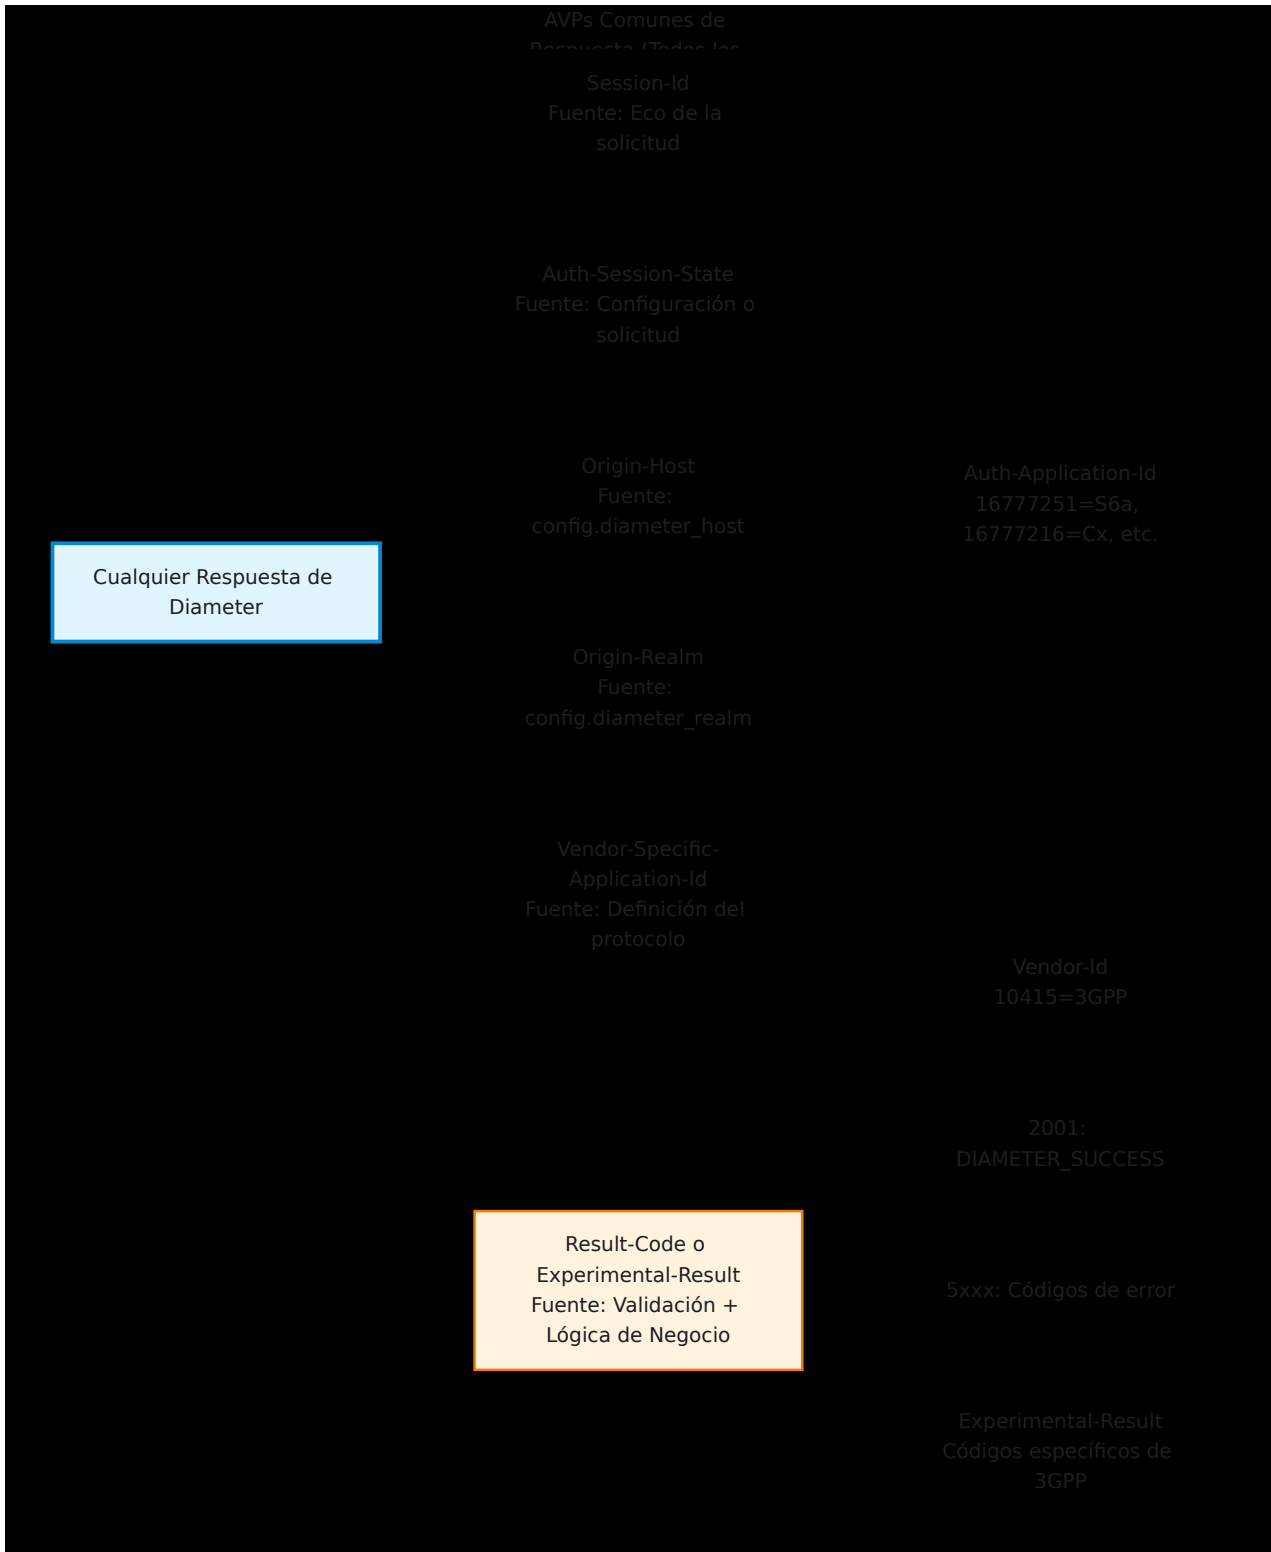 AVPs Comunes de
Respuesta (Todos los
Session-Id
Fuente: Eco de la
solicitud
Auth-Session-State
Fuente: Configuración o
solicitud
Origin-Host
Fuente:
config.diameter_host
Auth-Application-Id
16777251=S6a,
16777216=Cx, etc.
Cualquier Respuesta de
Diameter
Origin-Realm
Fuente:
config.diameter_realm
Vendor-Specific-
Application-Id
Fuente: Definición del
protocolo
Vendor-Id
10415=3GPP
2001:
DIAMETER_SUCCESS
Result-Code o
Experimental-Result
Fuente: Validación +
Lógica de Negocio
5xxx: Códigos de error
Experimental-Result
Códigos específicos de
3GPP